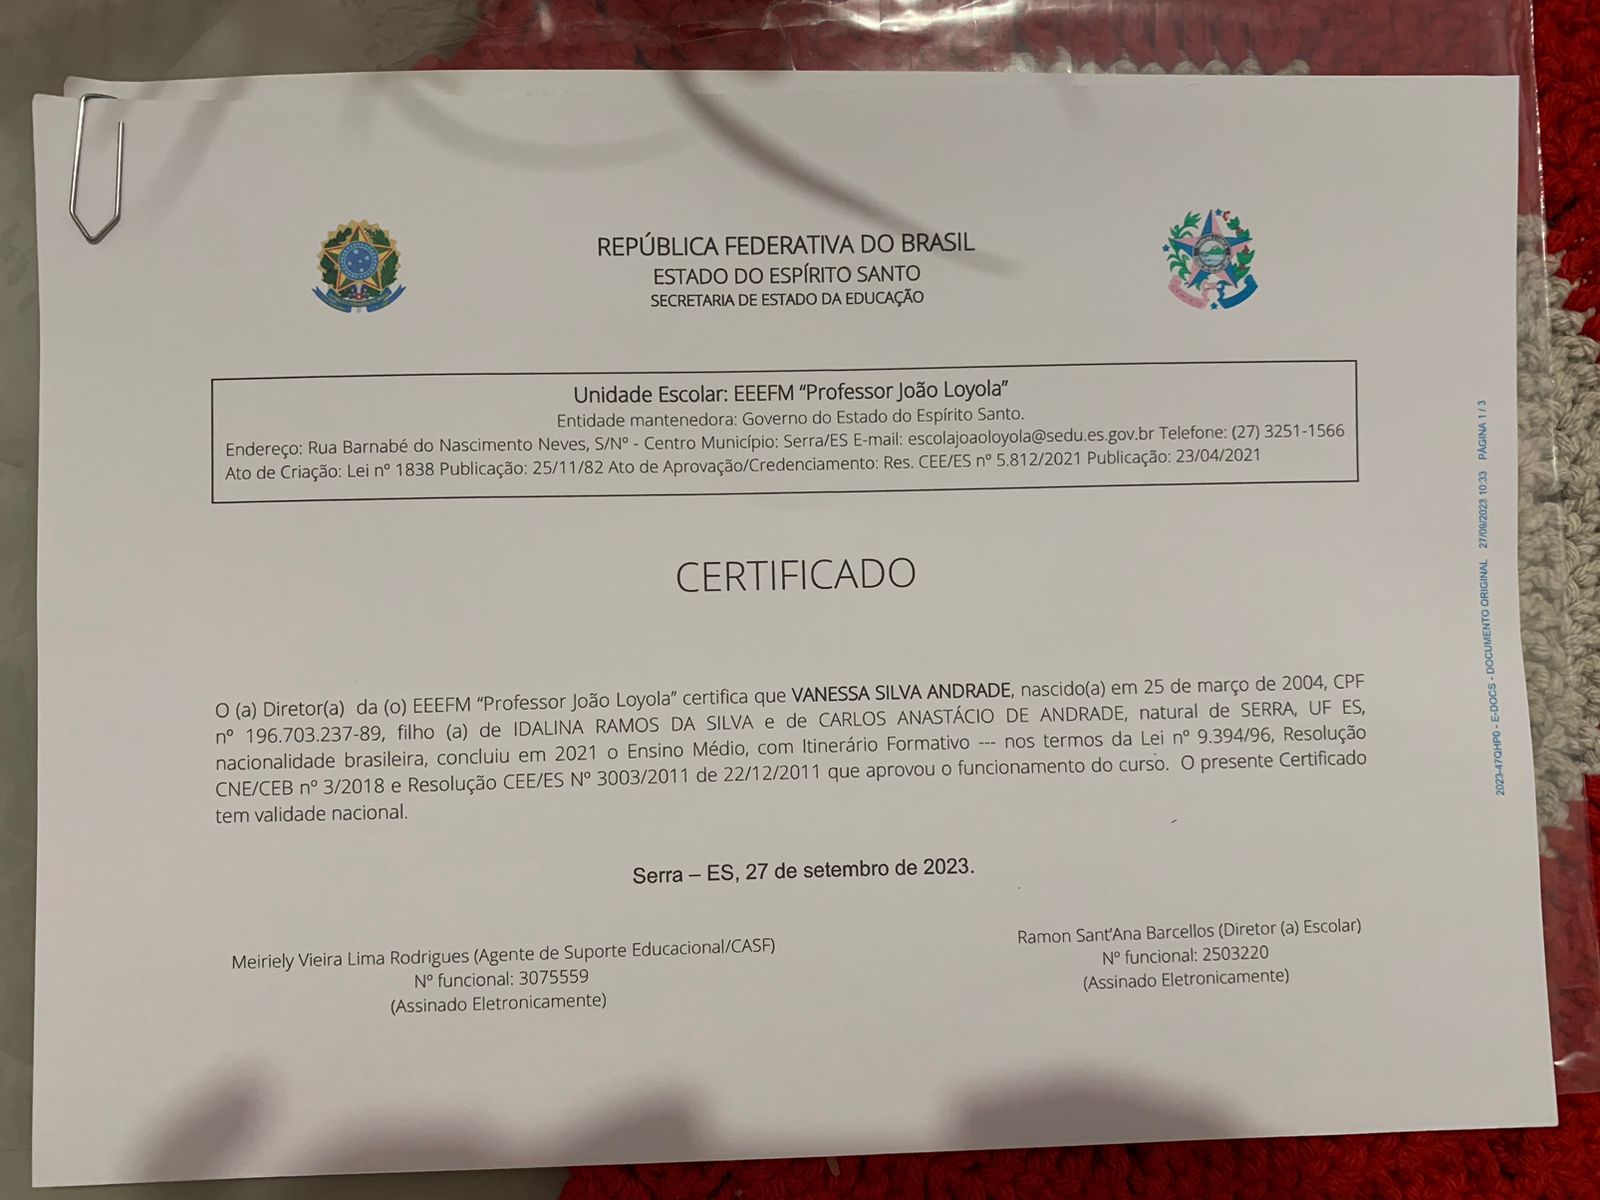 REPÚBLICA FEDERATIVA DO BRASIL
ESTADO DO ESPÍRITO SANTO
SECRETARIA DE ESTADO DA EDUCAÇÃO
Unidade Escolar: EEEFM “Professor João Loyola”
Entidade mantenedora: Governo do Estado do Espírito Santo.
Endereço: Rua Barnabé do Nascimento Neves, S/Nº - Centro Município: Serra/ES E-mail: escolajoaoloyola@sedu.es.gov.br Telefone: (27) 3251-1566
Ato de Criação: Lei nº 1838 Publicação: 25/11/82 Ato de Aprovação/Credenciamento: Res. CEE/ES nº 5.812/2021 Publicação: 23/04/2021
CERTIFICADO
O (a) Diretor(a) da (o) EEEFM “Professor João Loyola” certifica que VANESSA SILVA ANDRADE, nascido(a) em 25 de março de 2004, CPF
nº 196.703.237-89, filho (a) de IDALINA RAMOS DA SILVA e de CARLOS ANASTÁCIO DE ANDRADE, natural de SERRA, UF ES,
nacionalidade brasileira, concluiu em 2021 o Ensino Médio, com Itinerário Formativo --- nos termos da Lei nº 9.394/96, Resolução
CNE/CEB nº 3/2018 e Resolução CEE/ES Nº 3003/2011 de 22/12/2011 que aprovou o funcionamento do curso. O presente Certificado
tem validade nacional.
Serra – ES, 27 de setembro de 2023.
Meiriely Vieira Lima Rodrigues (Agente de Suporte Educacional/CASF)
Nº funcional: 3075559
(Assinado Eletronicamente)
Ramon Sant’Ana Barcellos (Diretor (a) Escolar)
Nº funcional: 2503220
(Assinado Eletronicamente)
2023-47QHP0 - E-DOCS - DOCUMENTO ORIGINAL 27/09/2023 10:33 PÁGINA 1 / 3